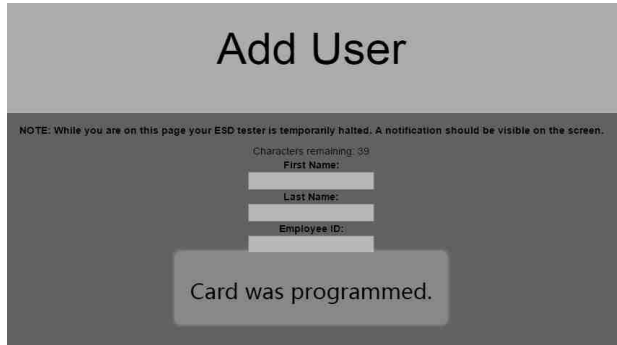 Add User
NOTE: While you are on this page your ESD tester is temporarily halted. A notification should be visible on the screen.
Characters remaining: 39
First Name:
Last Name:
Employee ID:
Card was programmed.